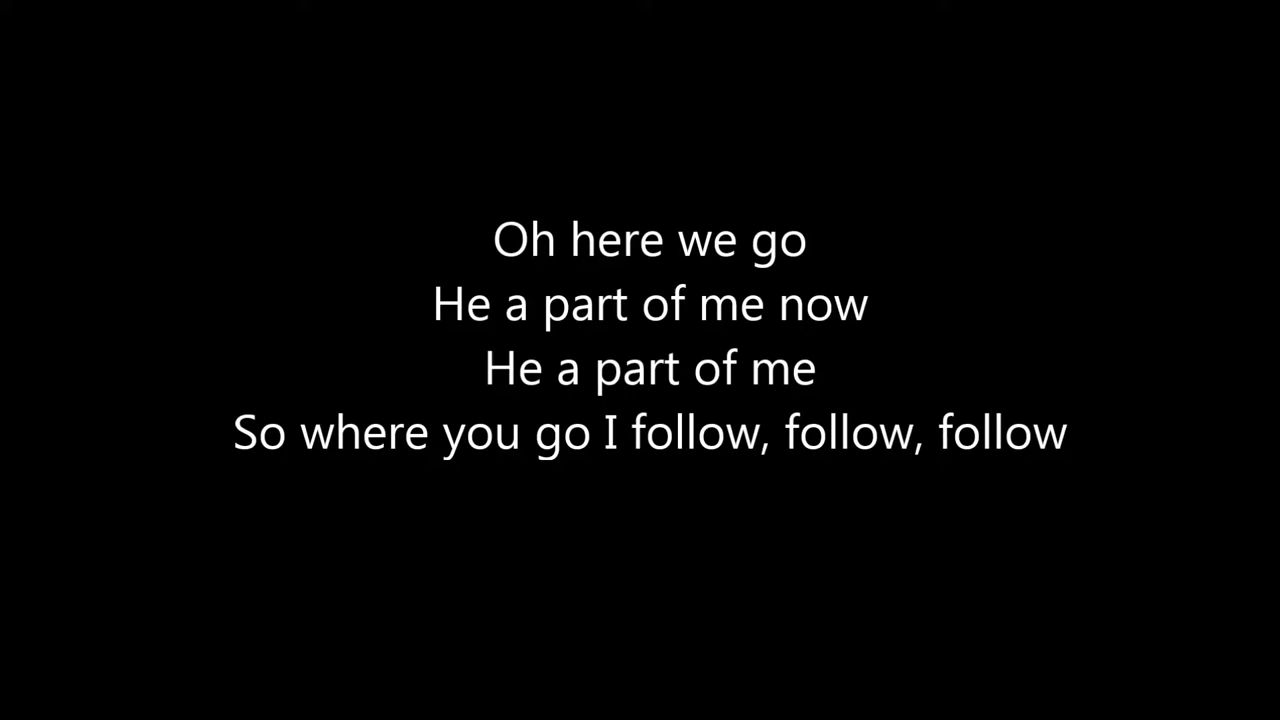 Oh here we go
He a part of me now
He a part of me
So where you go I follow, follow, follow